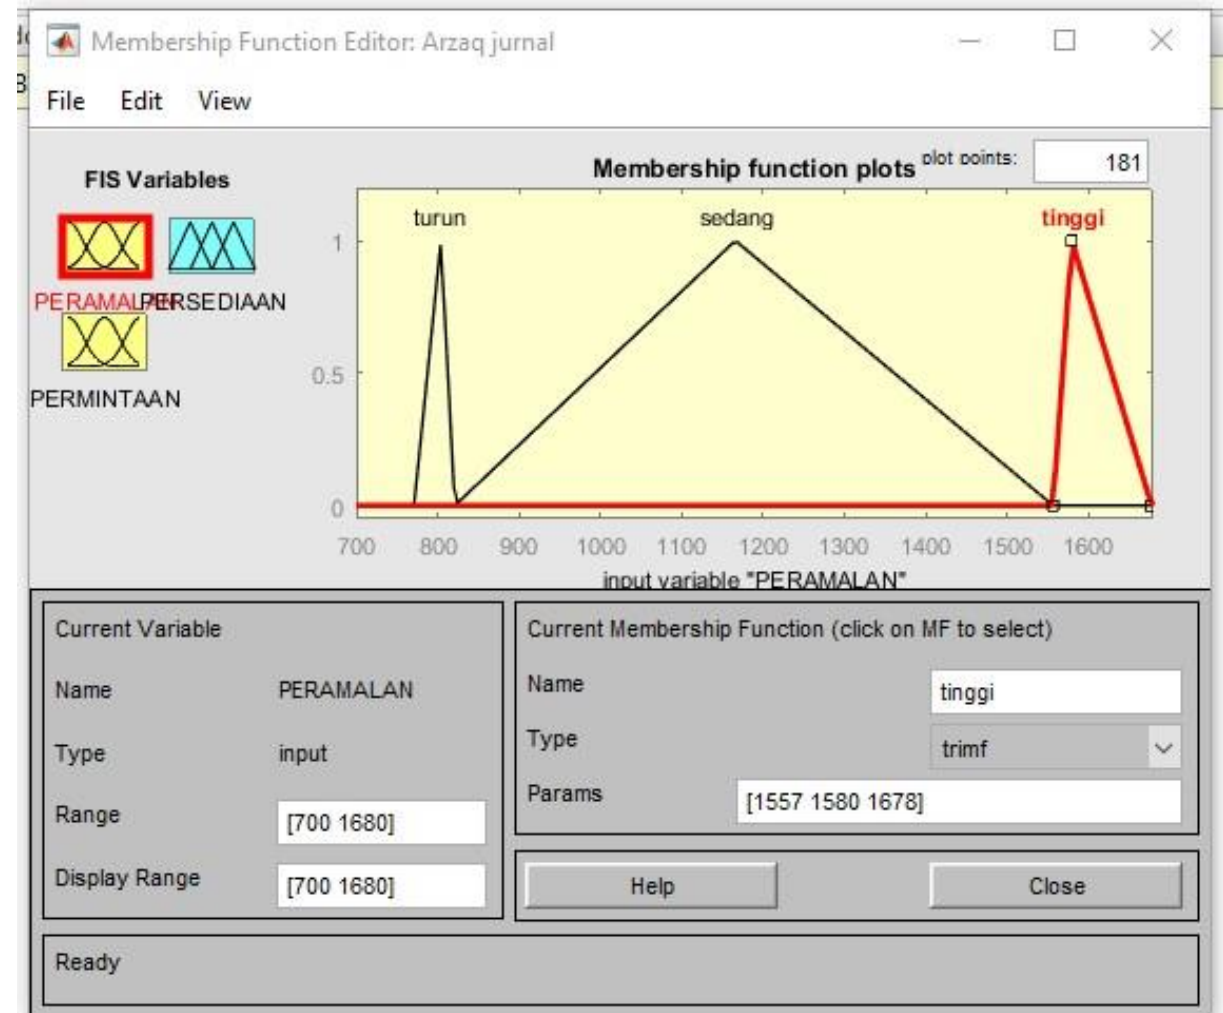 Membership Function Editor: Arzaq jurnal
File Edit View
FIS Variables
PERAMALAN
PERSEDIAAN
PERMINTAAN
Membership function plots
plot points: 181
turun sedang tinggi
1
0.5
0
700 800 900 1000 1100 1200 1300 1400 1500 1600
input variable "PERAMALAN"
Current Variable
Name PERAMALAN
Type input
Range [700 1680]
Display Range [700 1680]
Current Membership Function (click on MF to select)
Name tinggi
Type trimf
Params [1557 1580 1678]
Help Close
Ready